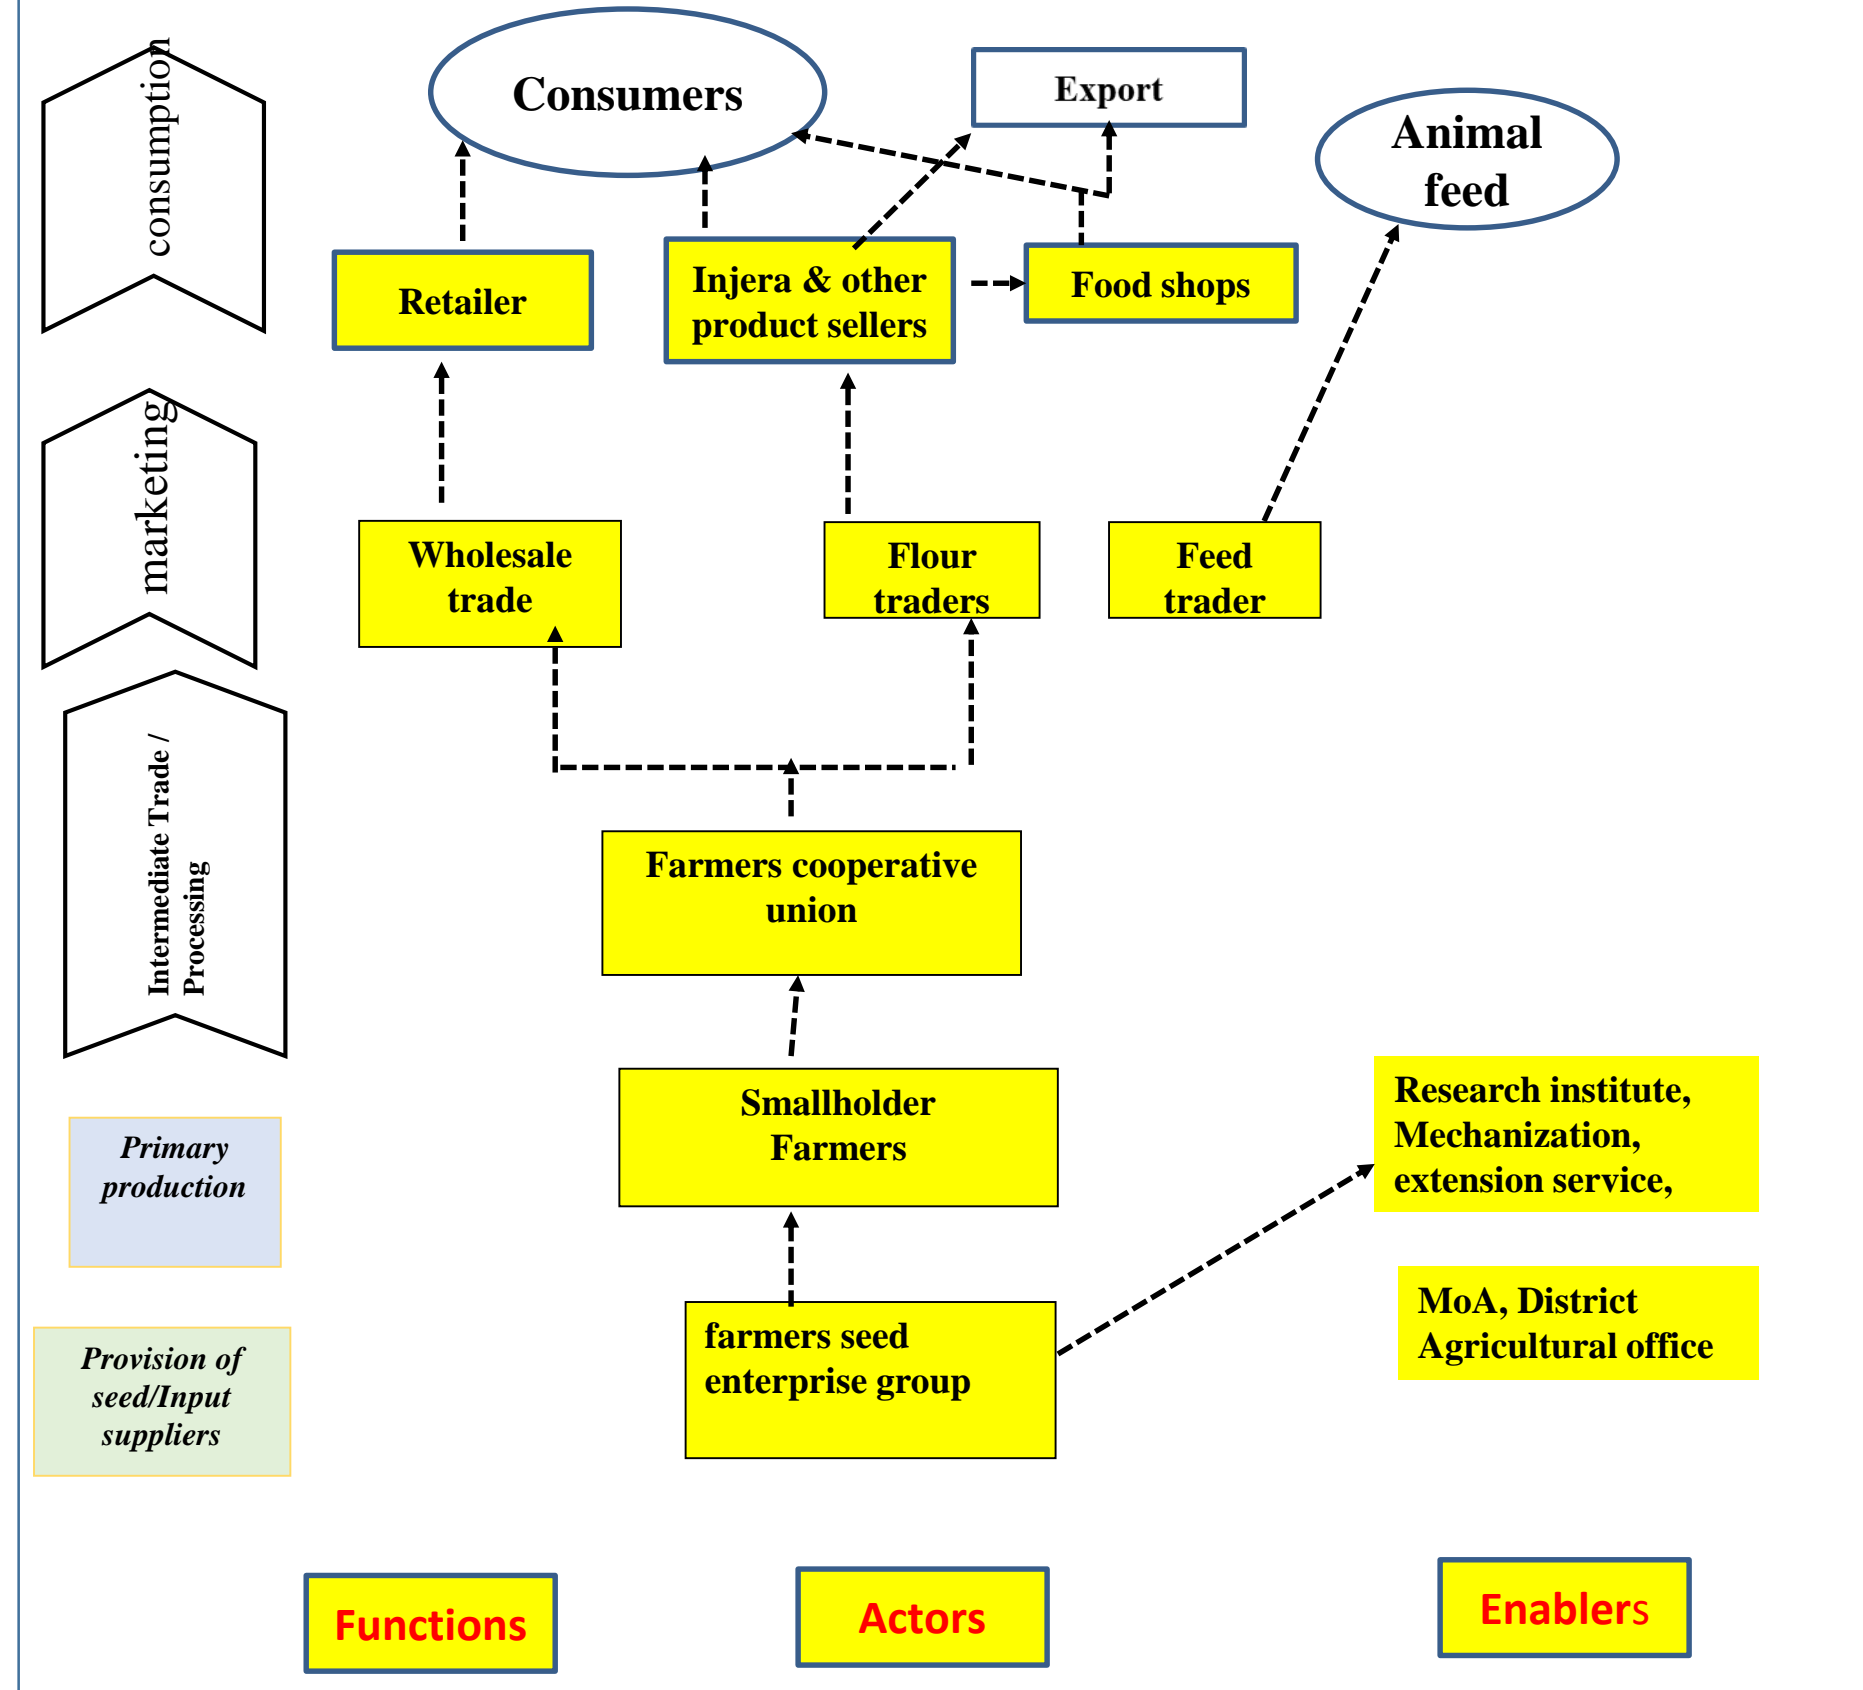 consumption
Consumers
Export
Animal
feed
Retailer
Injera & other
product sellers
Food shops
marketing
Wholesale
trade
Flour
traders
Feed
trader
Intermediate Trade /
Processing
Farmers cooperative
union
Smallholder
Farmers
Research institute,
Mechanization,
extension service,
Primary
production
farmers seed
enterprise group
MoA, District
Agricultural office
Provision of
seed/Input
suppliers
Functions
Actors
Enablers